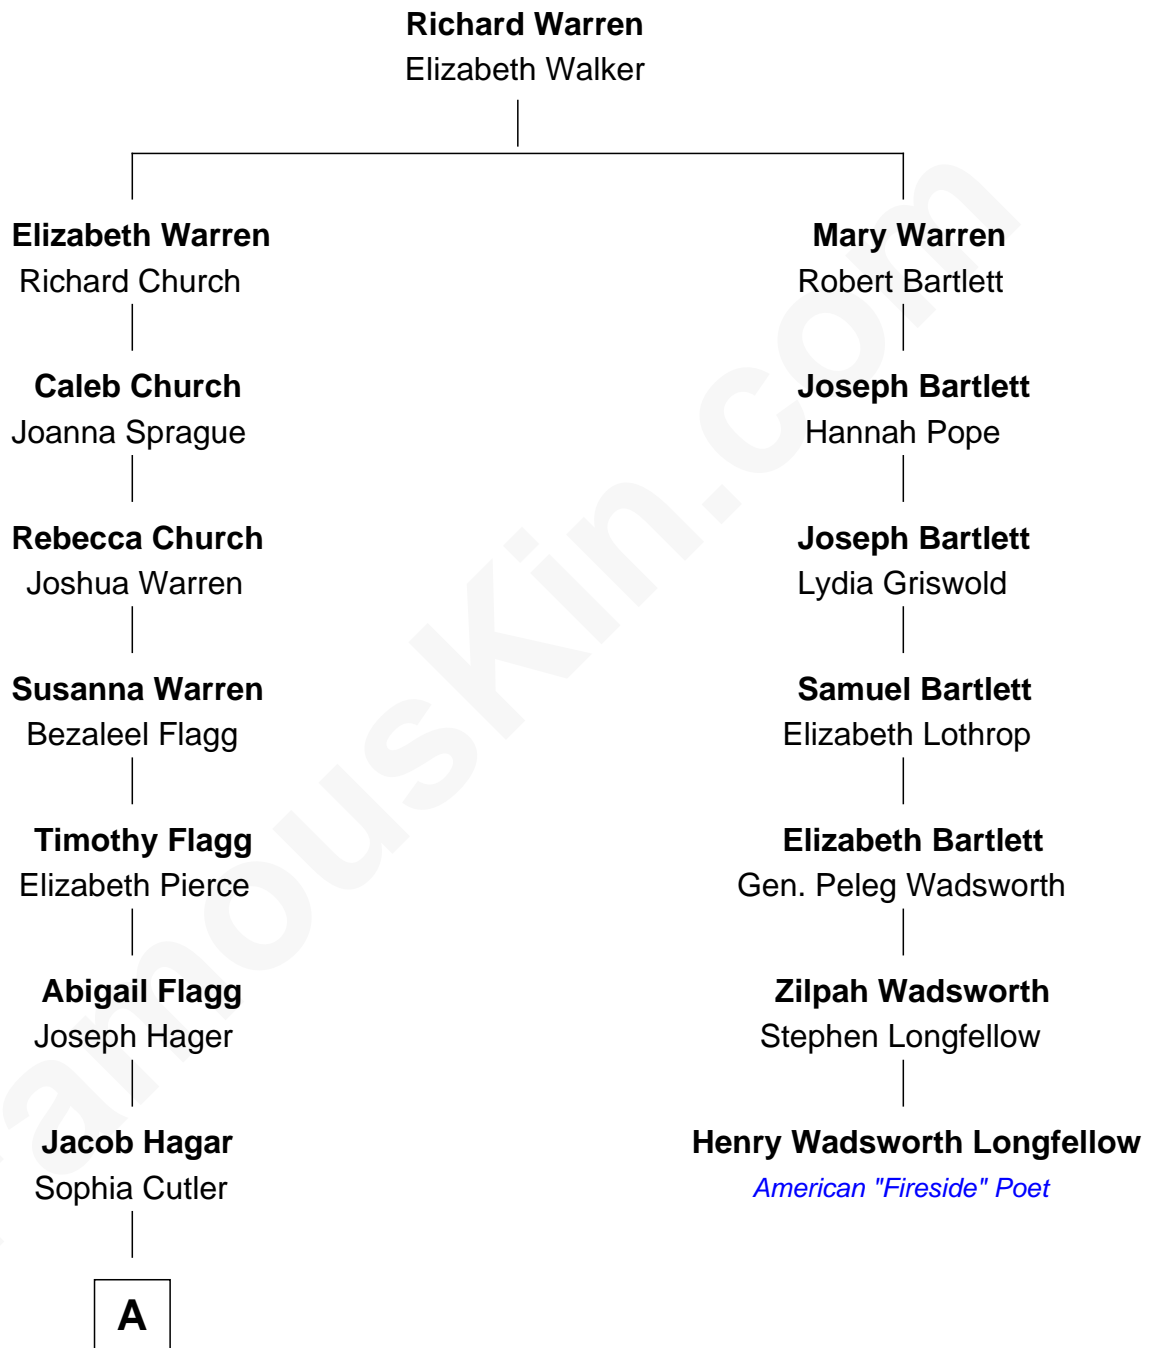 Richard Warren
Elizabeth Walker
Elizabeth Warren
Richard Church
Mary Warren
Robert Bartlett
Caleb Church
Joanna Sprague
Joseph Bartlett
Hannah Pope
Rebecca Church
Joshua Warren
Joseph Bartlett
Lydia Griswold
Susanna Warren
Bezaleel Flagg
Samuel Bartlett
Elizabeth Lothrop
Timothy Flagg
Elizabeth Pierce
Elizabeth Bartlett
Gen. Peleg Wadsworth
Abigail Flagg
Joseph Hager
Zilpah Wadsworth
Stephen Longfellow
Jacob Hagar
Sophia Cutler
Henry Wadsworth Longfellow
American "Fireside" Poet
A
FamousKin.com